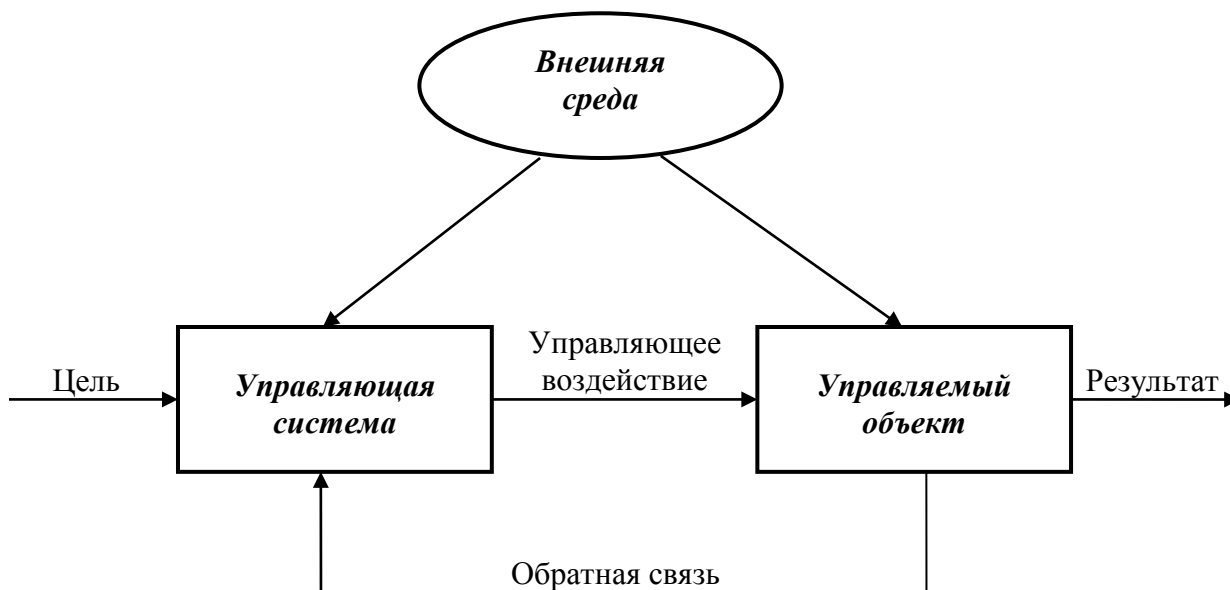 Внешняя
среда
Управляющее
воздействие
Цель
Управляющая
система
Управляемый
объект
Результат
Обратная связь